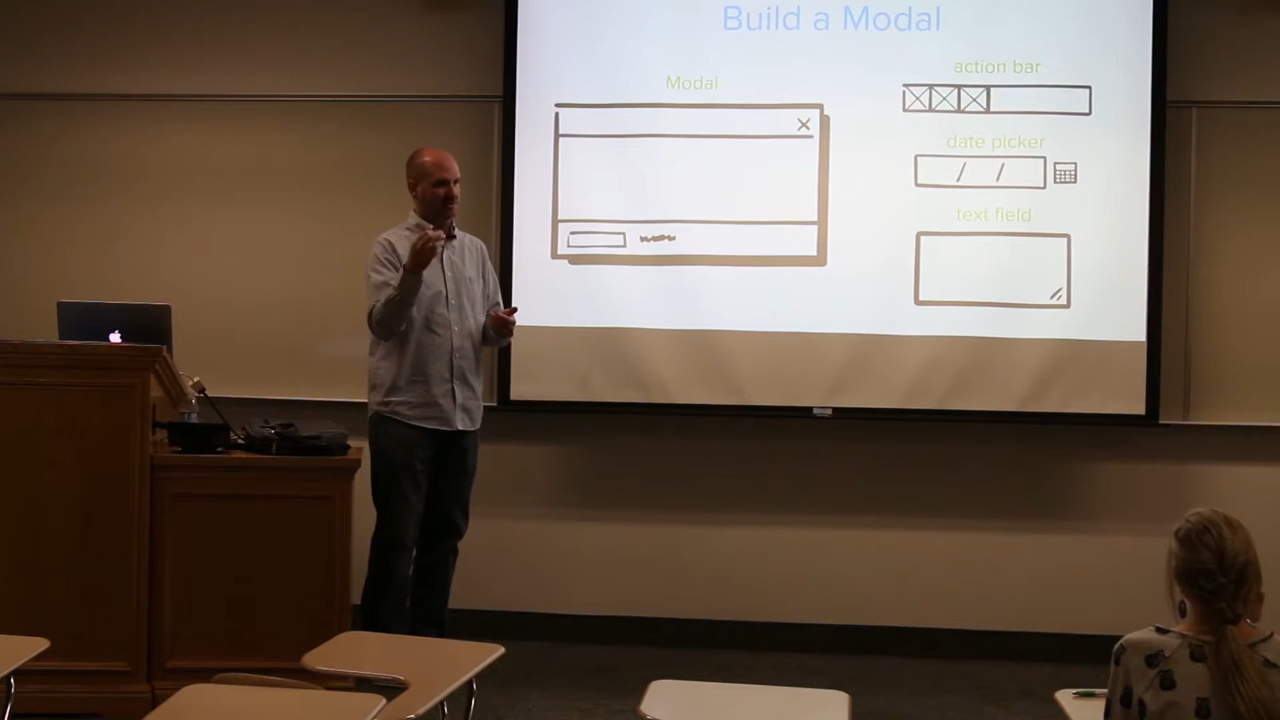 Build a Modal
Modal
action bar
date picker
text field